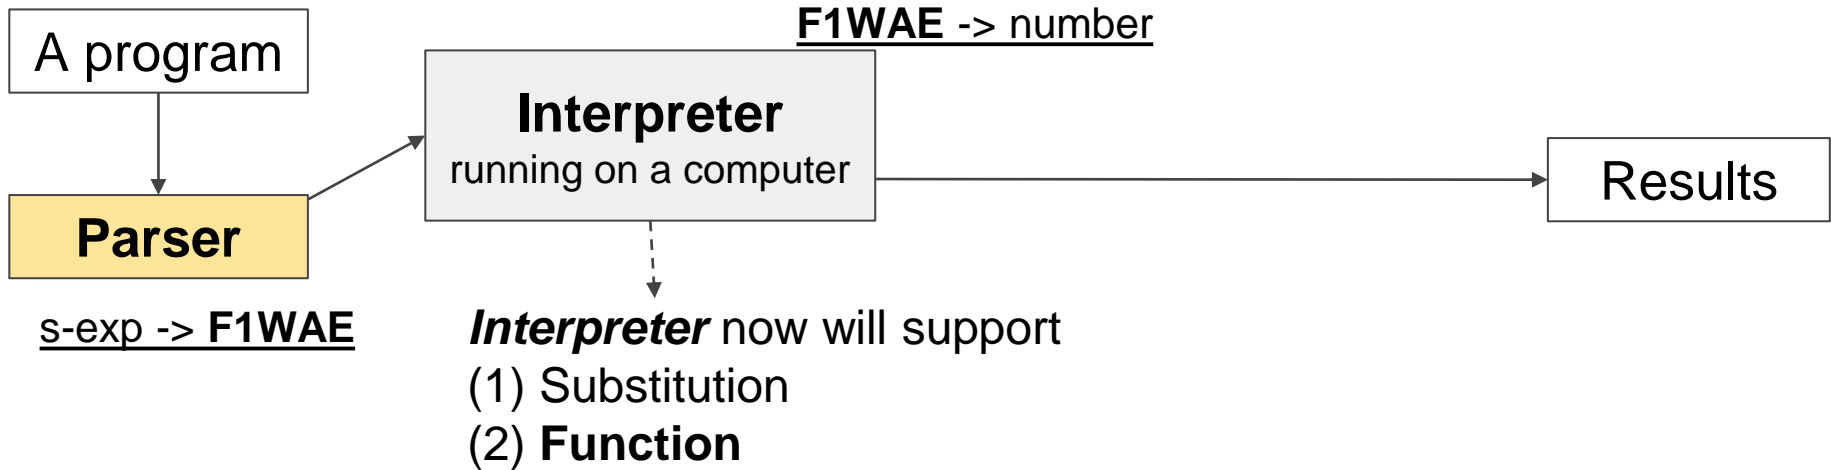 A program
F1WAE -> number
Interpreter
running on a computer
Parser
Results
s-exp -> F1WAE
Interpreter now will support
(1) Substitution
(2) Function